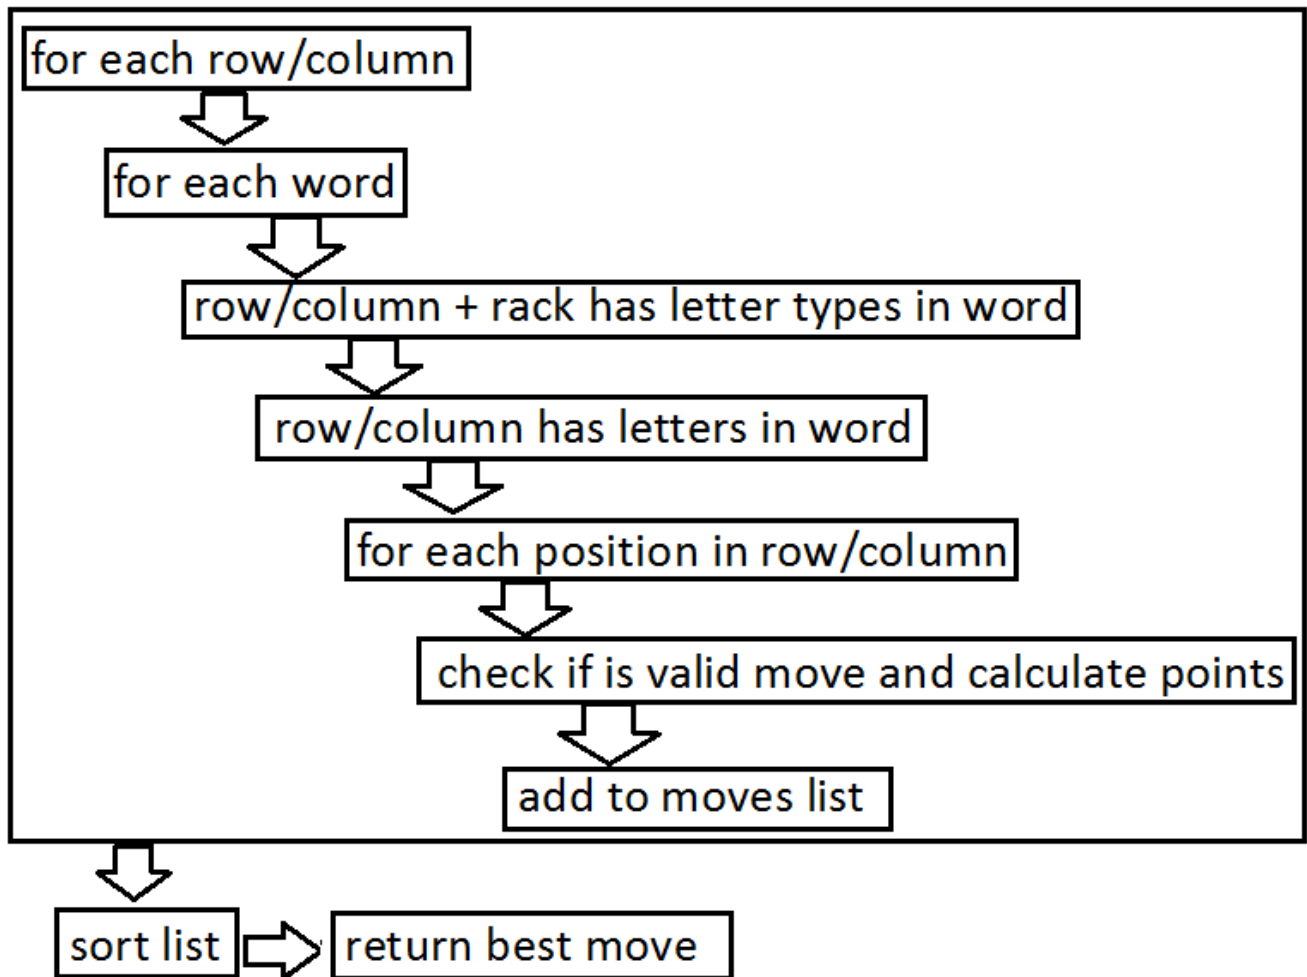 for each row/column
for each word
row/column + rack has letter types in word
row/column has letters in word
for each position in row/column
check if is valid move and calculate points
add to moves list
sort list
return best move